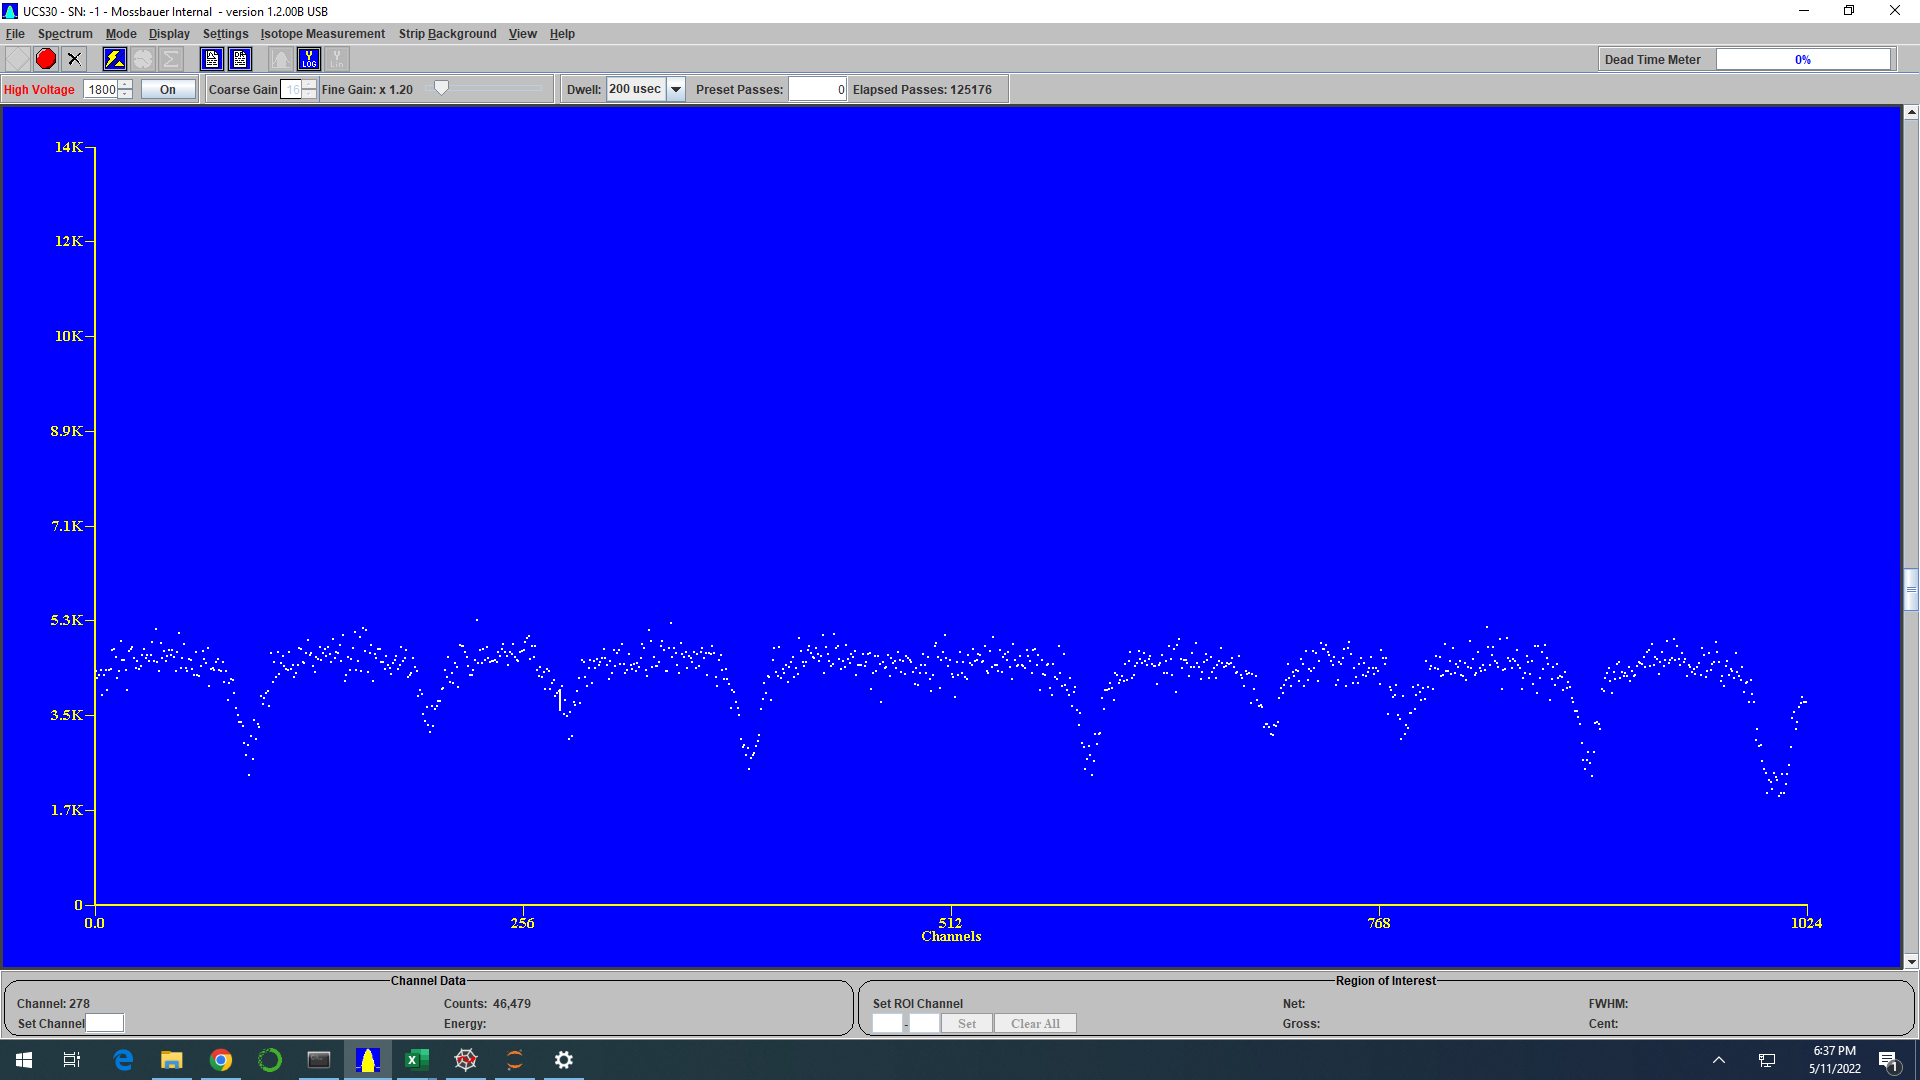 UCS30 - SN: -1 - Mossbauer Internal - version 1.2.00B USB
File Spectrum Mode Display Settings Isotope Measurement Strip Background View Help
Y LOG Y Lin Dead Time Meter 0%
High Voltage 1800 On Coarse Gain 16 Fine Gain: x 1.20 Dwell: 200 usec Preset Passes: 0 Elapsed Passes: 125176
14K
12K
10K
8.9K
7.1K
5.3K
3.5K
1.7K
0
0.0 256 512 768 1024
Channels
Channel Data Region of Interest
Channel: 278 Counts: 46,479 Set ROI Channel Net: FWHM:
Set Channel Energy: - Set Clear All Gross: Cent:
6:37 PM
5/11/2022
1